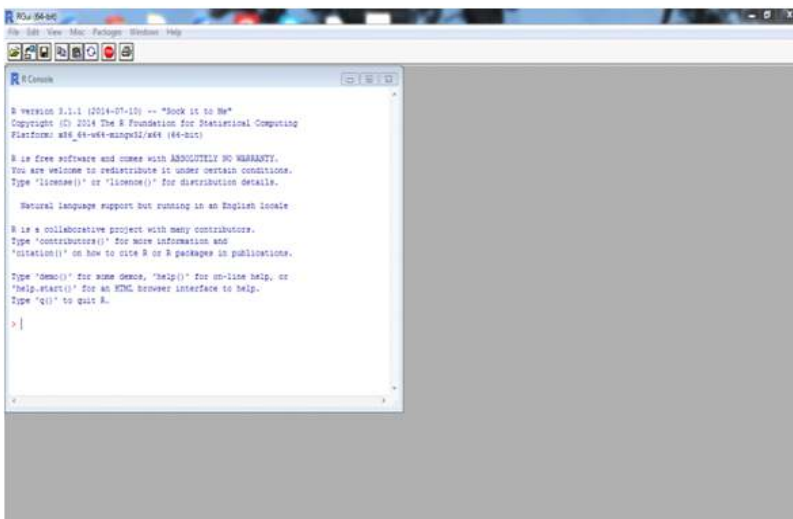 RGui (64-bit)
File Edit View Misc Packages Windows Help
R Console
R version 3.1.1 (2014-07-10) -- "Sock it to Me"
Copyright (C) 2014 The R Foundation for Statistical Computing
Platform: x86_64-w64-mingw32/x64 (64-bit)
R is free software and comes with ABSOLUTELY NO WARRANTY.
You are welcome to redistribute it under certain conditions.
Type 'license()' or 'licence()' for distribution details.
Natural language support but running in an English locale
R is a collaborative project with many contributors.
Type 'contributors()' for more information and
'citation()' on how to cite R or R packages in publications.
Type 'demo()' for some demos, 'help()' for on-line help, or
'help.start()' for an HTML browser interface to help.
Type 'q()' to quit R.
>